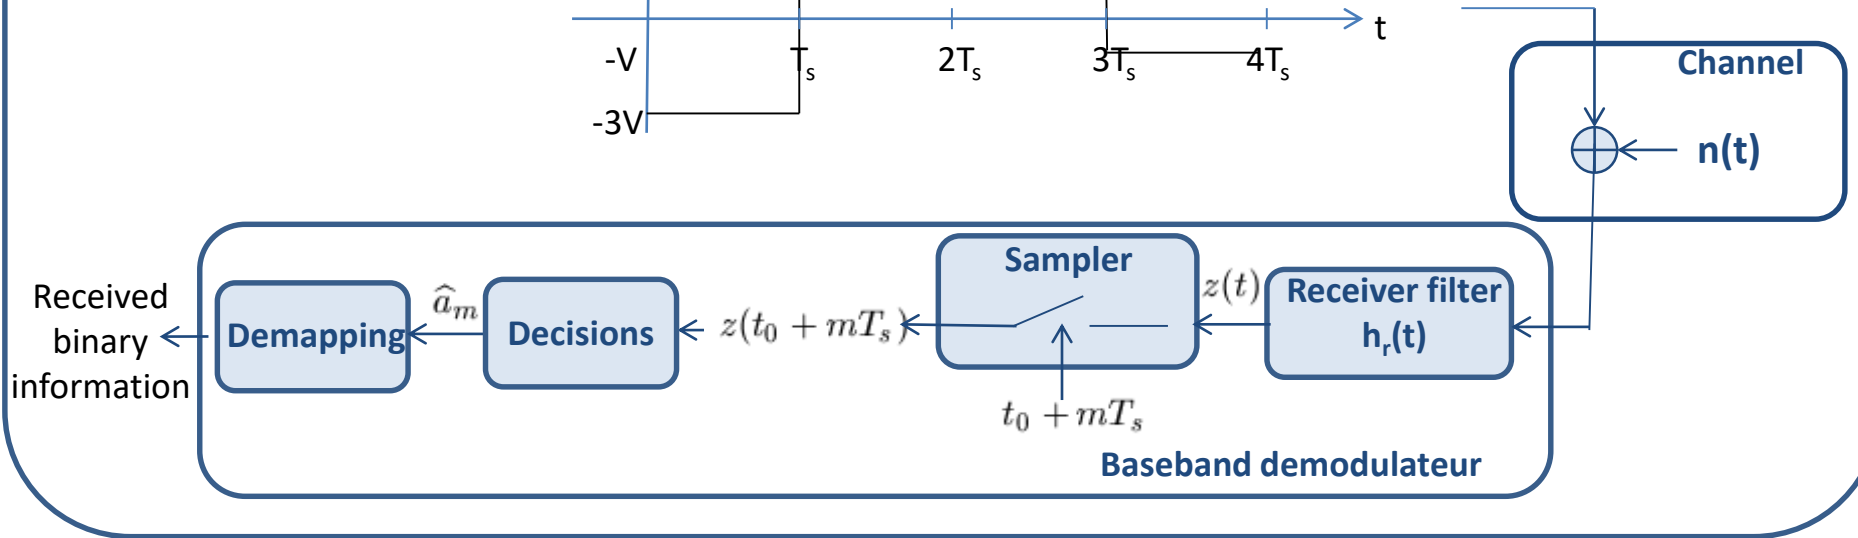 t
-V
Tₛ
2Tₛ
3Tₛ
4Tₛ
-3V
Channel
n(t)
Sampler
Receiver filter
hᵣ(t)
z(t)
z(t₀ + mTₛ)
t₀ + mTₛ
Decisions
âₘ
Demapping
Received
binary
information
Baseband demodulateur